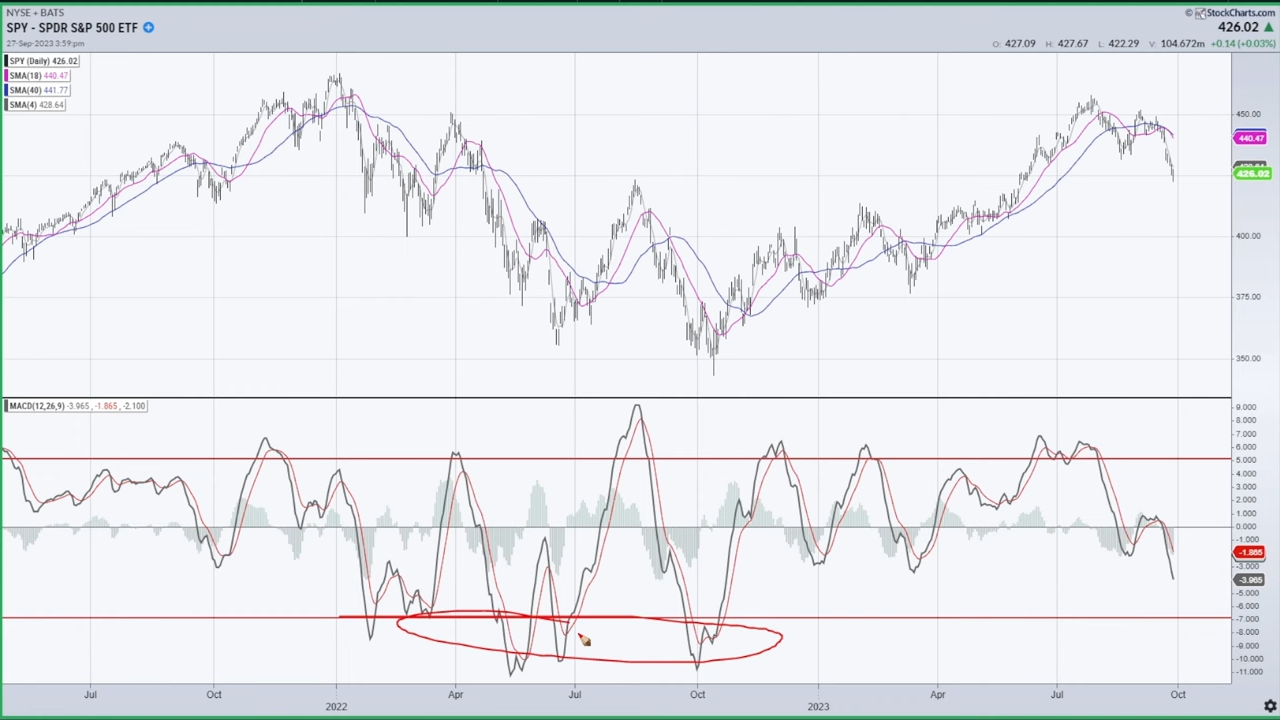 NYSE + BATS
© StockCharts.com
SPY - SPDR S&P 500 ETF
426.02
27-Sep-2023 3:59:pm
O: 427.09 H: 427.67 L: 422.29 V: 104.672m +0.14 (+0.03%)
SPY (Daily) 426.02
SMA(18) 440.47
SMA(40) 441.77
SMA(4) 428.64
450.00
440.47
426.02
400.00
375.00
350.00
MACD(12,26,9) -3.965, -1.865, -2.100
9.000
8.000
7.000
6.000
5.000
4.000
3.000
2.000
1.000
0.000
-1.000
-1.865
-3.000
-3.965
-5.000
-6.000
-7.000
-8.000
-9.000
-10.000
-11.000
Jul Oct Apr Jul Oct Apr Jul Oct
2022 2023